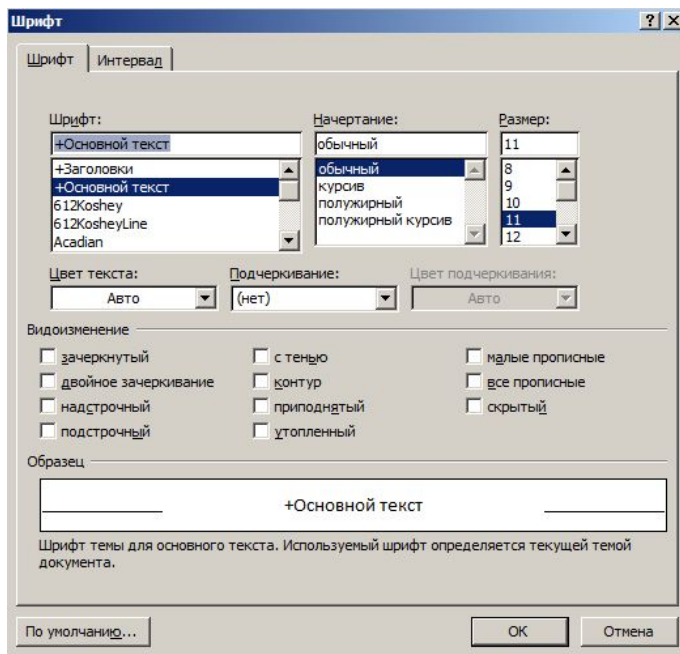 Шрифт
Шрифт Интервал
Шрифт: Начертание: Размер:
+Основной текст обычный 11
+Заголовки обычный 8
+Основной текст курсив 9
612Koshey полужирный 10
612KosheyLine полужирный курсив 11
Acadian 12
Цвет текста: Подчеркивание: Цвет подчеркивания:
Авто (нет) Авто
Видоизменение
зачеркнутый с тенью малые прописные
двойное зачеркивание контур все прописные
надстрочный приподнятый скрытый
подстрочный утопленный
Образец
+Основной текст
Шрифт темы для основного текста. Используемый шрифт определяется текущей темой
документа.
По умолчанию... ОК Отмена